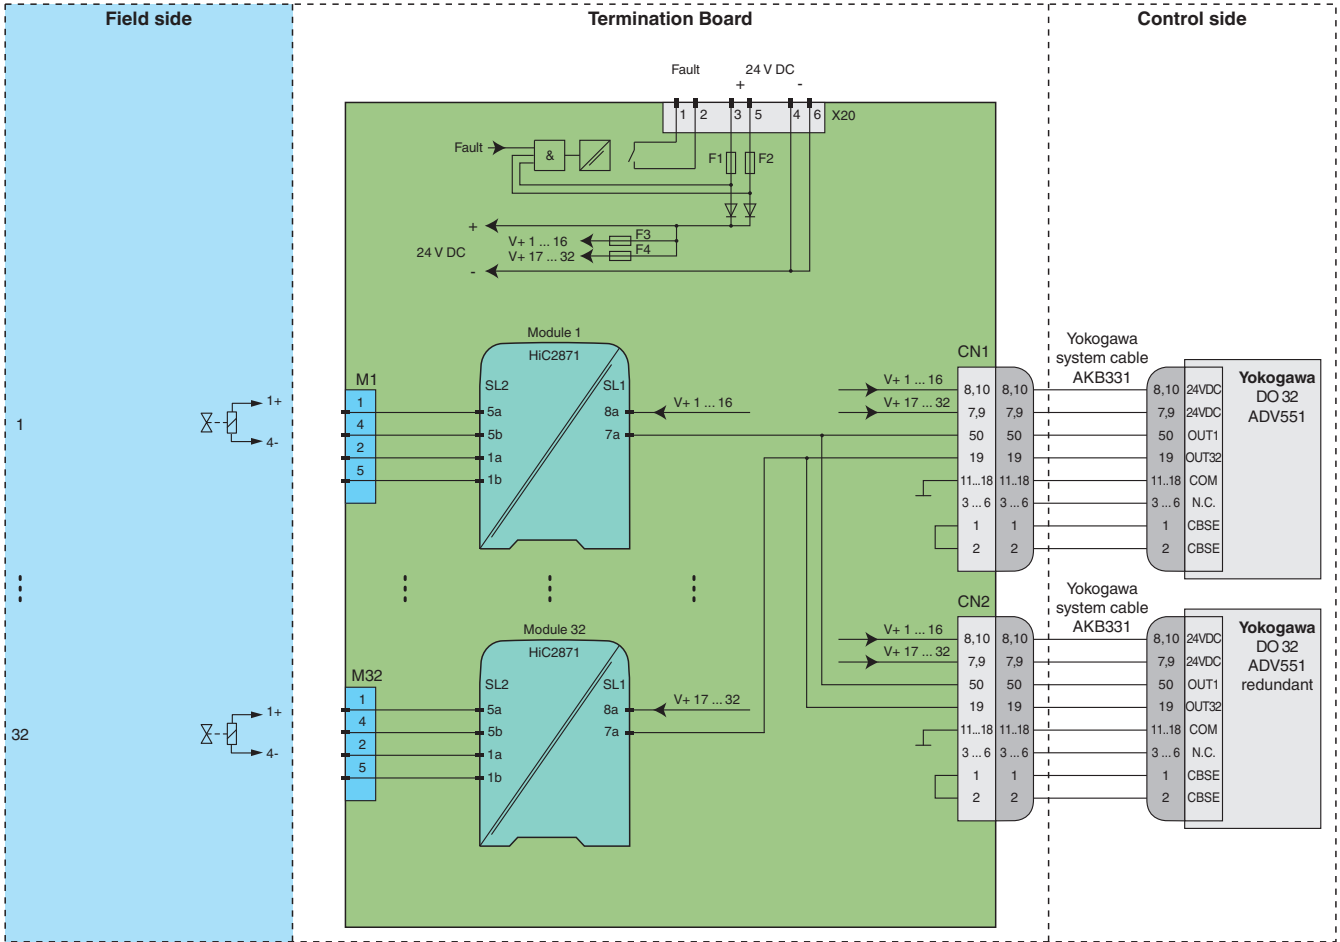 Field side
Termination Board
Control side
Fault
24 V DC
+
-
1 2 3 5 4 6 X20
Fault
&
F1 F2
+
24 V DC
-
V+ 1 ... 16
F3
V+ 17 ... 32
F4
1
1+
4-
M1
1
4
2
5
Module 1
HiC2871
SL2
SL1
5a
5b
1a
1b
8a
7a
V+ 1 ... 16
V+ 1 ... 16
V+ 17 ... 32
CN1
8,10 8,10
7,9 7,9
50 50
19 19
11..18 11..18
3 ... 6 3 ... 6
1 1
2 2
Yokogawa
system cable
AKB331
8,10 24VDC
7,9 24VDC
50 OUT1
19 OUT32
11..18 COM
3 ... 6 N.C.
1 CBSE
2 CBSE
Yokogawa
DO 32
ADV551
32
1+
4-
M32
1
4
2
5
Module 32
HiC2871
SL2
SL1
5a
5b
1a
1b
8a
7a
V+ 17 ... 32
V+ 1 ... 16
V+ 17 ... 32
CN2
8,10 8,10
7,9 7,9
50 50
19 19
11..18 11..18
3 ... 6 3 ... 6
1 1
2 2
Yokogawa
system cable
AKB331
8,10 24VDC
7,9 24VDC
50 OUT1
19 OUT32
11..18 COM
3 ... 6 N.C.
1 CBSE
2 CBSE
Yokogawa
DO 32
ADV551
redundant